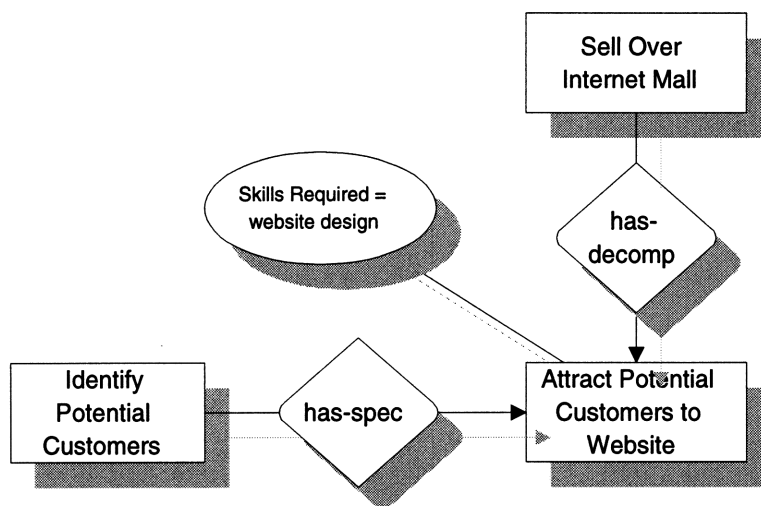 Sell Over
Internet Mall
Skills Required =
website design
has-
decomp
Identify
Potential
Customers
has-spec
Attract Potential
Customers to
Website